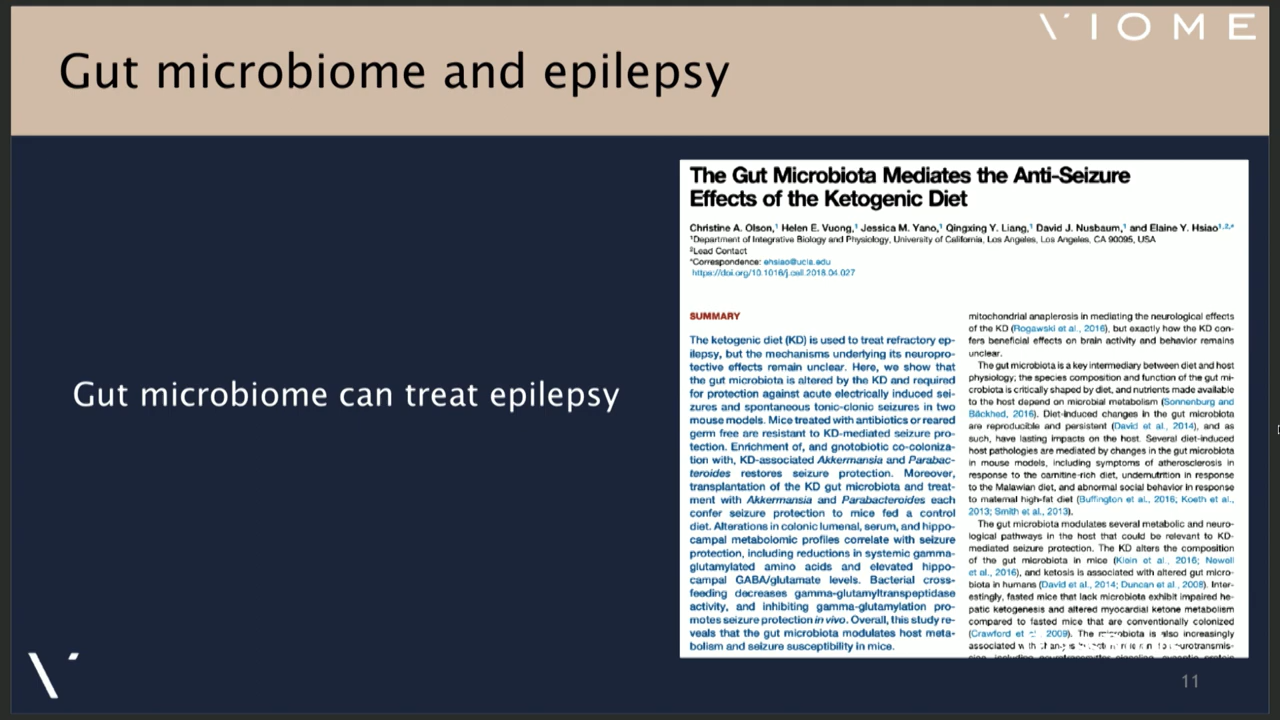 VIOME
Gut microbiome and epilepsy
Gut microbiome can treat epilepsy
The Gut Microbiota Mediates the Anti-Seizure
Effects of the Ketogenic Diet
Christine A. Olson,¹ Helen E. Vuong,¹ Jessica M. Yano,¹ Qingxing Y. Liang,¹ David J. Nusbaum,¹ and Elaine Y. Hsiao¹,²,*
¹Department of Integrative Biology and Physiology, University of California, Los Angeles, Los Angeles, CA 90095, USA
²Lead Contact
*Correspondence: ehsiao@ucla.edu
https://doi.org/10.1016/j.cell.2018.04.027
SUMMARY
The ketogenic diet (KD) is used to treat refractory ep-
ilepsy, but the mechanisms underlying its neuropro-
tective effects remain unclear. Here, we show that
the gut microbiota is altered by the KD and required
for protection against acute electrically induced sei-
zures and spontaneous tonic-clonic seizures in two
mouse models. Mice treated with antibiotics or reared
germ free are resistant to KD-mediated seizure pro-
tection. Enrichment of, and gnotobiotic co-coloniza-
tion with, KD-associated Akkermansia and Parabac-
teroides restores seizure protection. Moreover,
transplantation of the KD gut microbiota and treat-
ment with Akkermansia and Parabacteroides each
confer seizure protection to mice fed a control
diet. Alterations in colonic lumenal, serum, and hippo-
campal metabolomic profiles correlate with seizure
protection, including reductions in systemic gamma-
glutamylated amino acids and elevated hippo-
campal GABA/glutamate levels. Bacterial cross-
feeding decreases gamma-glutamyltranspeptidase
activity, and inhibiting gamma-glutamylation pro-
motes seizure protection in vivo. Overall, this study re-
veals that the gut microbiota modulates host meta-
bolism and seizure susceptibility in mice.
mitochondrial anaplerosis in mediating the neurological effects
of the KD (Rogawski et al., 2016), but exactly how the KD con-
fers beneficial effects on brain activity and behavior remains
unclear.
The gut microbiota is a key intermediary between diet and host
physiology; the species composition and function of the gut mi-
crobiota is critically shaped by diet, and nutrients made available
to the host depend on microbial metabolism (Sonnenburg and
Bäckhed, 2016). Diet-induced changes in the gut microbiota
are reproducible and persistent (David et al., 2014), and as
such, have lasting impacts on the host. Several diet-induced
host pathologies are mediated by changes in the gut microbiota
in mouse models, including symptoms of atherosclerosis in
response to the carnitine-rich diet, undernutrition in response
to the Malawian diet, and abnormal social behavior in response
to maternal high-fat diet (Buffington et al., 2016; Koeth et al.,
2013; Smith et al., 2013).
The gut microbiota modulates several metabolic and neuro-
logical pathways in the host that could be relevant to KD-
mediated seizure protection. The KD alters the composition
of the gut microbiota in mice (Klein et al., 2016; Newell
et al., 2016), and ketosis is associated with altered gut micro-
biota in humans (David et al., 2014; Duncan et al., 2008). Inter-
estingly, fasted mice that lack microbiota exhibit impaired he-
patic ketogenesis and altered myocardial ketone metabolism
compared to fasted mice that are conventionally colonized
(Crawford et al., 2009). The microbiota is also increasingly
associated with changes in neurotransmis-
11